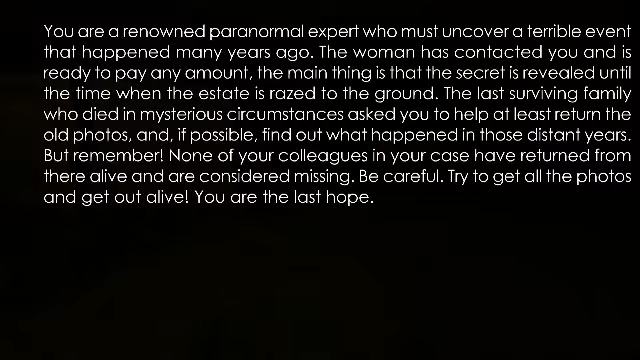 You are a renowned paranormal expert who must uncover a terrible event
that happened many years ago. The woman has contacted you and is
ready to pay any amount, the main thing is that the secret is revealed until
the time when the estate is razed to the ground. The last surviving family
who died in mysterious circumstances asked you to help at least return the
old photos, and, if possible, find out what happened in those distant years.
But remember! None of your colleagues in your case have returned from
there alive and are considered missing. Be careful. Try to get all the photos
and get out alive! You are the last hope.